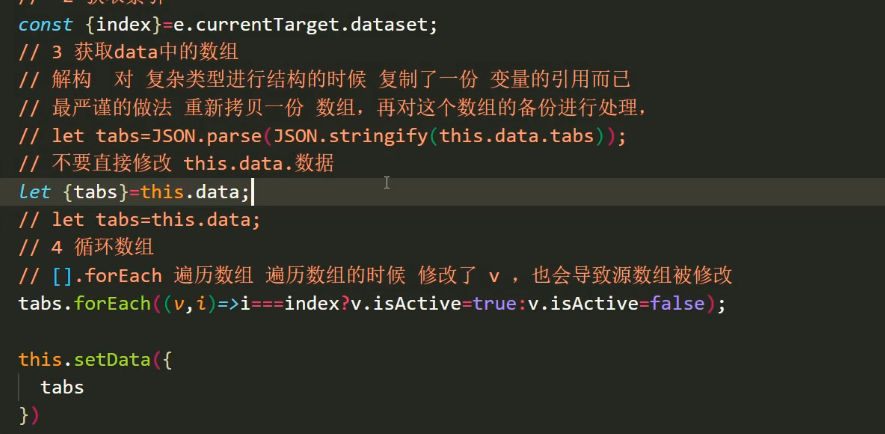 const {index}=e.currentTarget.dataset;
// 3 获取data中的数组
// 解构  对 复杂类型进行结构的时候 复制了一份 变量的引用而已
// 最严谨的做法 重新拷贝一份 数组，再对这个数组的备份进行处理，
// let tabs=JSON.parse(JSON.stringify(this.data.tabs));
// 不要直接修改 this.data.数据
let {tabs}=this.data;
// let tabs=this.data;
// 4 循环数组
// [].forEach 遍历数组 遍历数组的时候 修改了 v ，也会导致源数组被修改
tabs.forEach((v,i)=>i===index?v.isActive=true:v.isActive=false);
this.setData({
  tabs
})